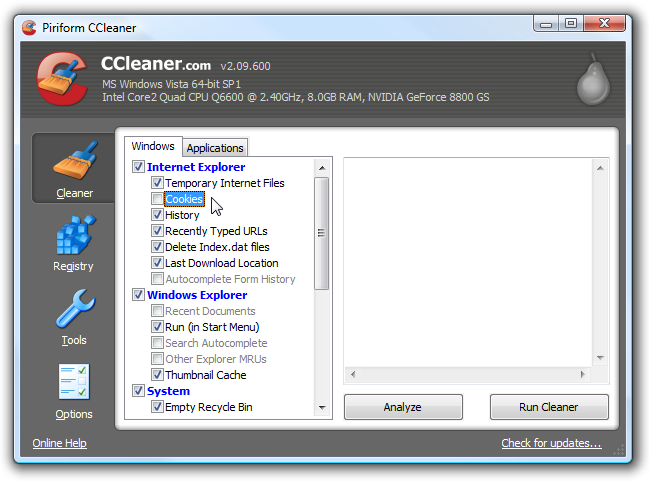 Piriform CCleaner
CCleaner.com v2.09.600
MS Windows Vista 64-bit SP1
Intel Core2 Quad CPU Q6600 @ 2.40GHz, 8.0GB RAM, NVIDIA GeForce 8800 GS
Cleaner
Registry
Tools
Options
Windows
Applications
Internet Explorer
Temporary Internet Files
Cookies
History
Recently Typed URLs
Delete Index.dat files
Last Download Location
Autocomplete Form History
Windows Explorer
Recent Documents
Run (in Start Menu)
Search Autocomplete
Other Explorer MRUs
Thumbnail Cache
System
Empty Recycle Bin
Analyze
Run Cleaner
Online Help
Check for updates...